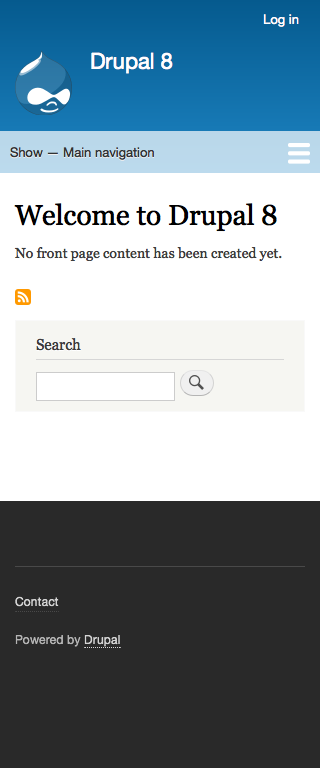 Log in
Drupal 8
Show — Main navigation
Welcome to Drupal 8
No front page content has been created yet.
Search
Contact
Powered by Drupal